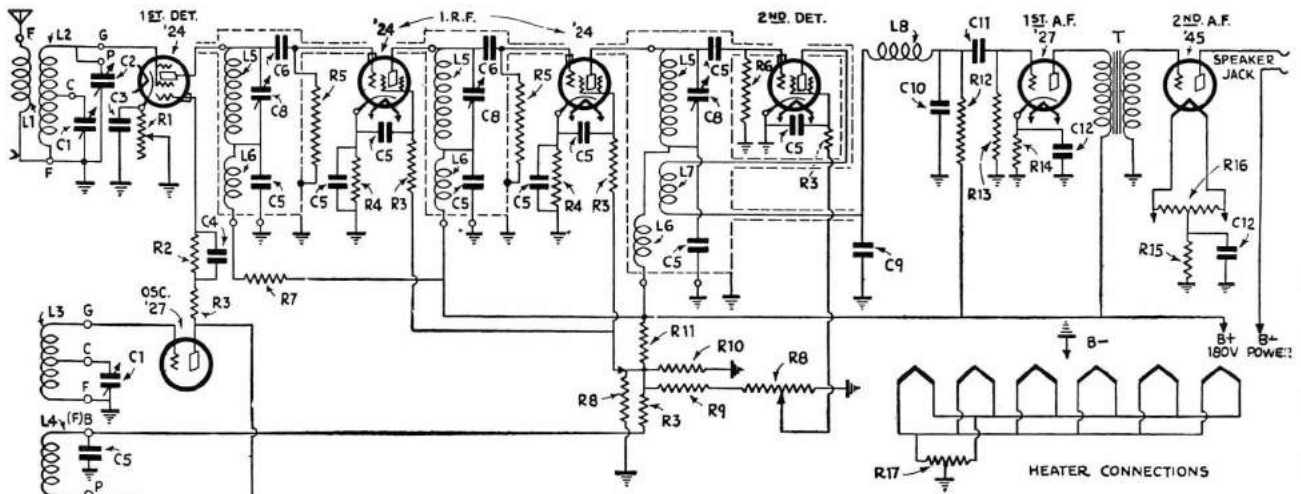 1ST. DET.
'24
I.R.F.
'24
'24
2ND. DET.
1ST. A.F.
'27
2ND. A.F.
'45
F
L2
G
P
C2
C
C3
C1
R1
L1
F
L5
C6
C8
R5
L6
C5
C5
C5
R4
R3
L5
C6
C8
R5
L6
C5
C5
C5
R4
R3
L5
C5
C8
R6
C5
R3
L7
L6
C5
C9
L8
C10
C11
R12
R13
R14
C12
T
SPEAKER JACK
R16
R15
C12
R2
C4
R7
OSC.
'27
R3
L3
G
C
C1
F
L4
(F)B
C5
P
R11
R10
R8
R9
R8
R3
B-
B+
180V
B+
POWER
R17
HEATER CONNECTIONS